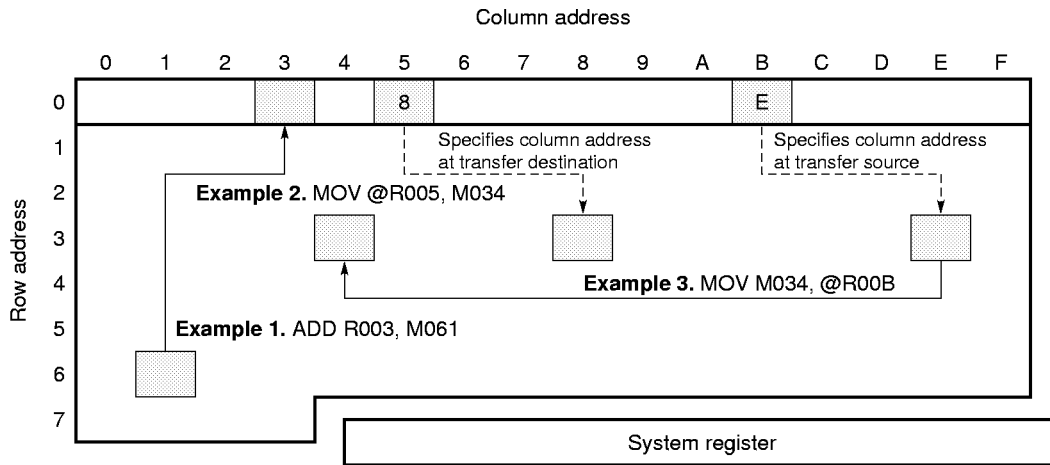 Column address
0 1 2 3 4 5 6 7 8 9 A B C D E F
Row address
0 8 E
1 Specifies column address Specifies column address
at transfer destination at transfer source
2 Example 2. MOV @R005, M034
3
4 Example 3. MOV M034, @R00B
5 Example 1. ADD R003, M061
6
7
System register